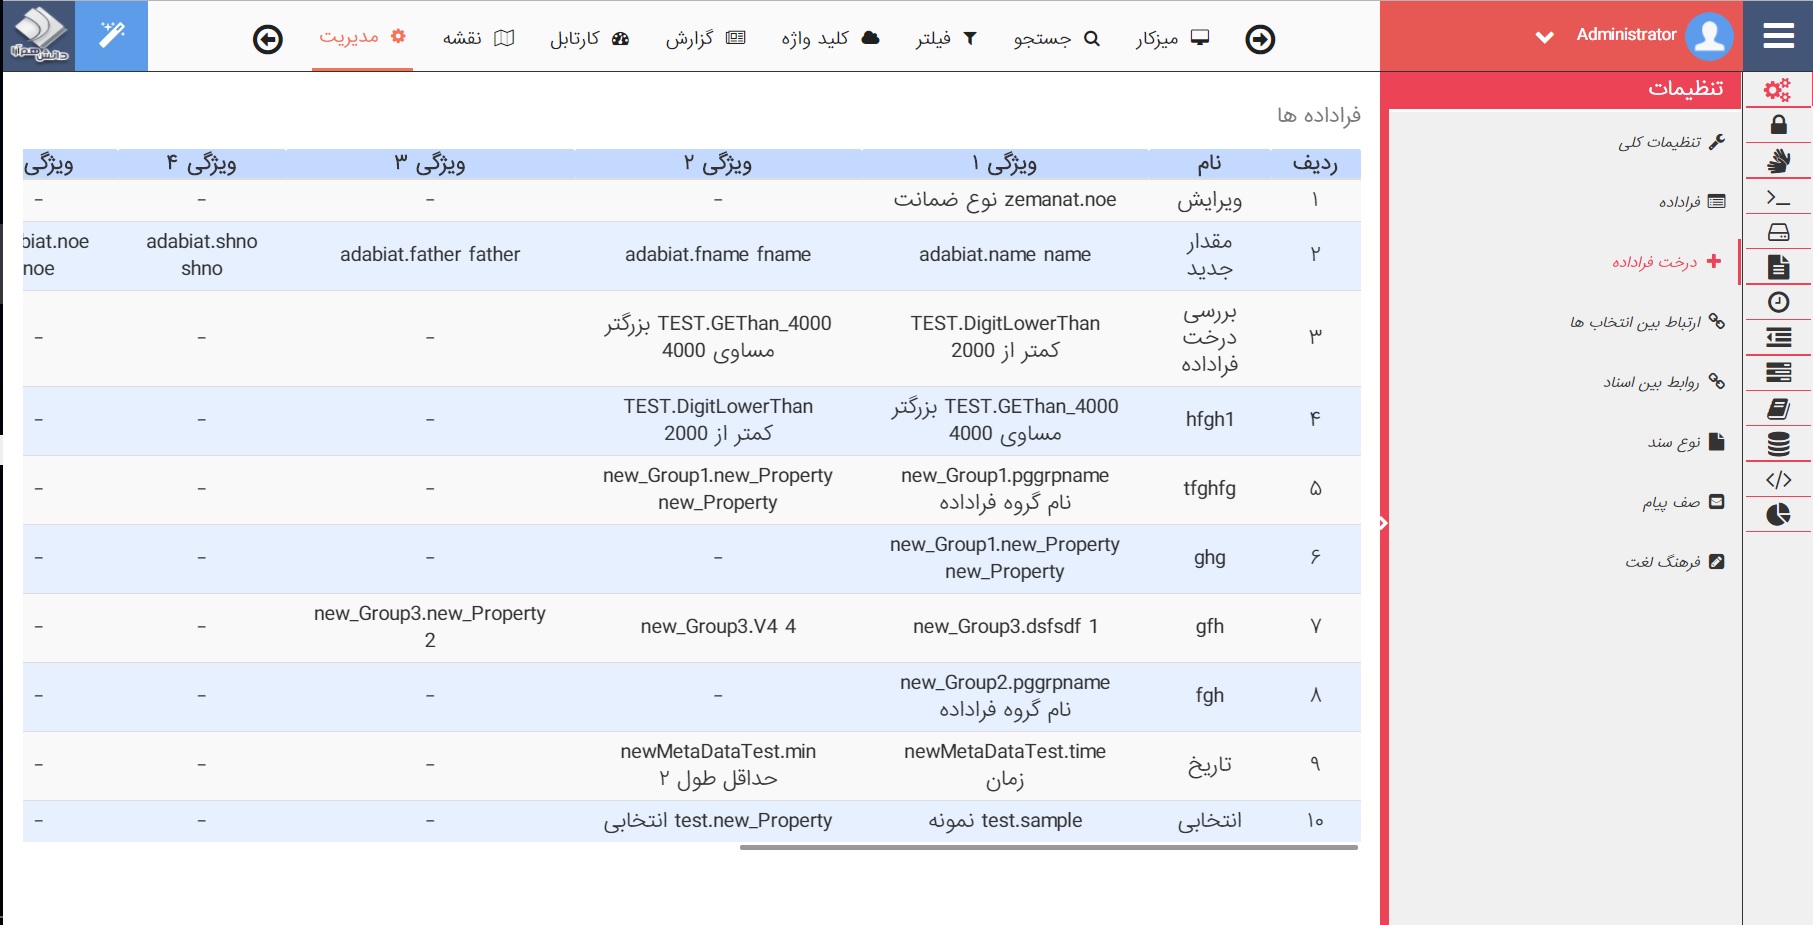 دانش هم‌آرا
مدیریت
نقشه
کارتابل
گزارش
کلید واژه
فیلتر
جستجو
میزکار
Administrator
تنظیمات
تنظیمات کلی
فراداده
درخت فراداده
ارتباط بین انتخاب ها
روابط بین اسناد
نوع سند
صف پیام
فرهنگ لغت
فراداده ها
ردیف نام ویژگی ۱ ویژگی ۲ ویژگی ۳ ویژگی ۴ ویژگی
۱ ویرایش zemanat.noe نوع ضمانت - - - -
۲ مقدار جدید adabiat.name name adabiat.fname fname adabiat.father father adabiat.shno shno biat.noe noe
۳ بررسی درخت فراداده TEST.DigitLowerThan کمتر از 2000 TEST.GEThan_4000 بزرگتر مساوی 4000 - - -
۴ hfgh1 TEST.GEThan_4000 بزرگتر مساوی 4000 TEST.DigitLowerThan کمتر از 2000 - - -
۵ tfghfg new_Group1.pggrpname نام گروه فراداده new_Group1.new_Property new_Property - - -
۶ ghg new_Group1.new_Property new_Property - - - -
۷ gfh new_Group3.dsfsdf 1 new_Group3.V4 4 new_Group3.new_Property 2 - -
۸ fgh new_Group2.pggrpname نام گروه فراداده - - - -
۹ تاریخ newMetaDataTest.time زمان newMetaDataTest.min حداقل طول ۲ - - -
۱۰ انتخابی test.sample نمونه test.new_Property انتخابی - - -